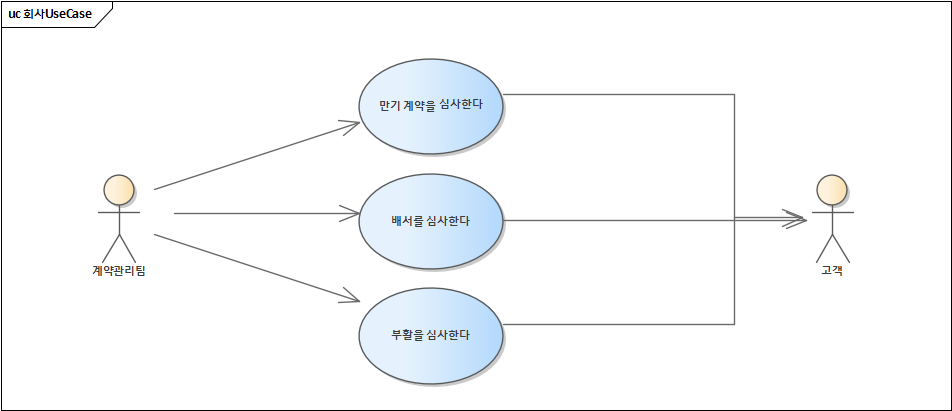 uc 회사UseCase
만기 계약을 심사한다
배서를 심사한다
계약관리팀
고객
부활을 심사한다